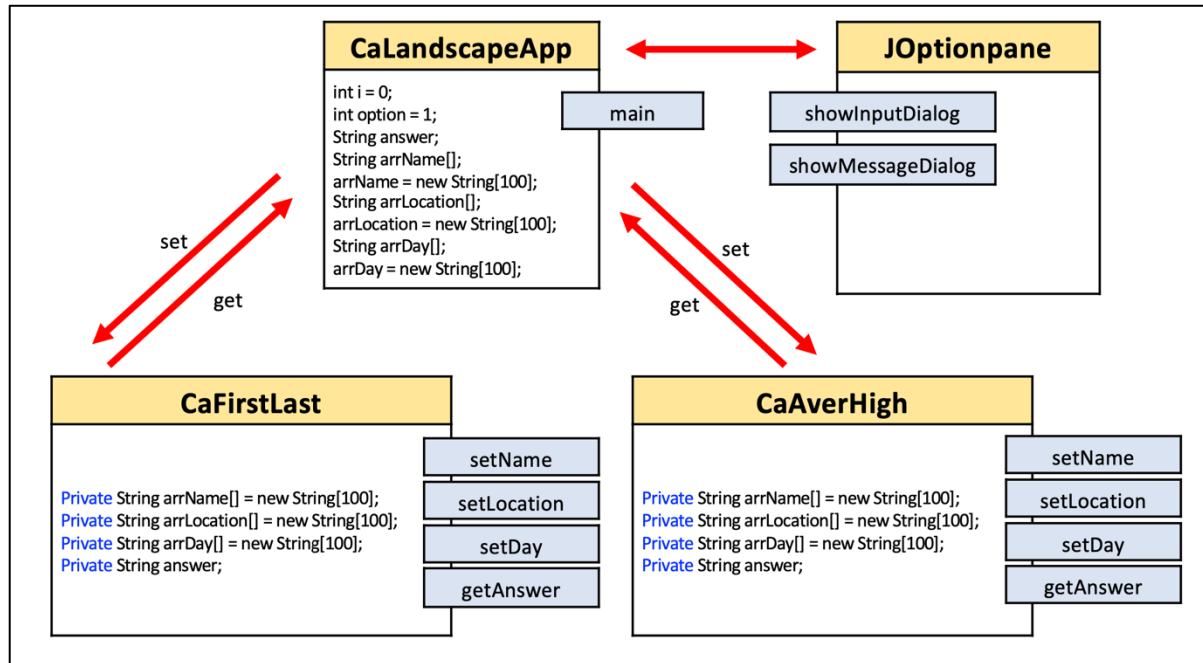 CaLandscapeApp
int i = 0;
int option = 1;
String answer;
String arrName[];
arrName = new String[100];
String arrLocation[];
arrLocation = new String[100];
String arrDay[];
arrDay = new String[100];
main
JOptionpane
showInputDialog
showMessageDialog
set
get
set
get
CaFirstLast
Private String arrName[] = new String[100];
Private String arrLocation[] = new String[100];
Private String arrDay[] = new String[100];
Private String answer;
setName
setLocation
setDay
getAnswer
CaAverHigh
Private String arrName[] = new String[100];
Private String arrLocation[] = new String[100];
Private String arrDay[] = new String[100];
Private String answer;
setName
setLocation
setDay
getAnswer